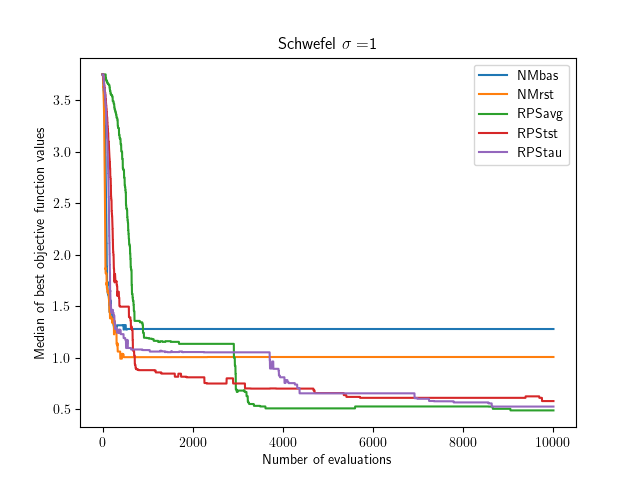 Schwefel σ =1
Median of best objective function values
3.5
3.0
2.5
2.0
1.5
1.0
0.5
NMbas
NMrst
RPSavg
RPStst
RPStau
0
2000
4000
6000
8000
10000
Number of evaluations